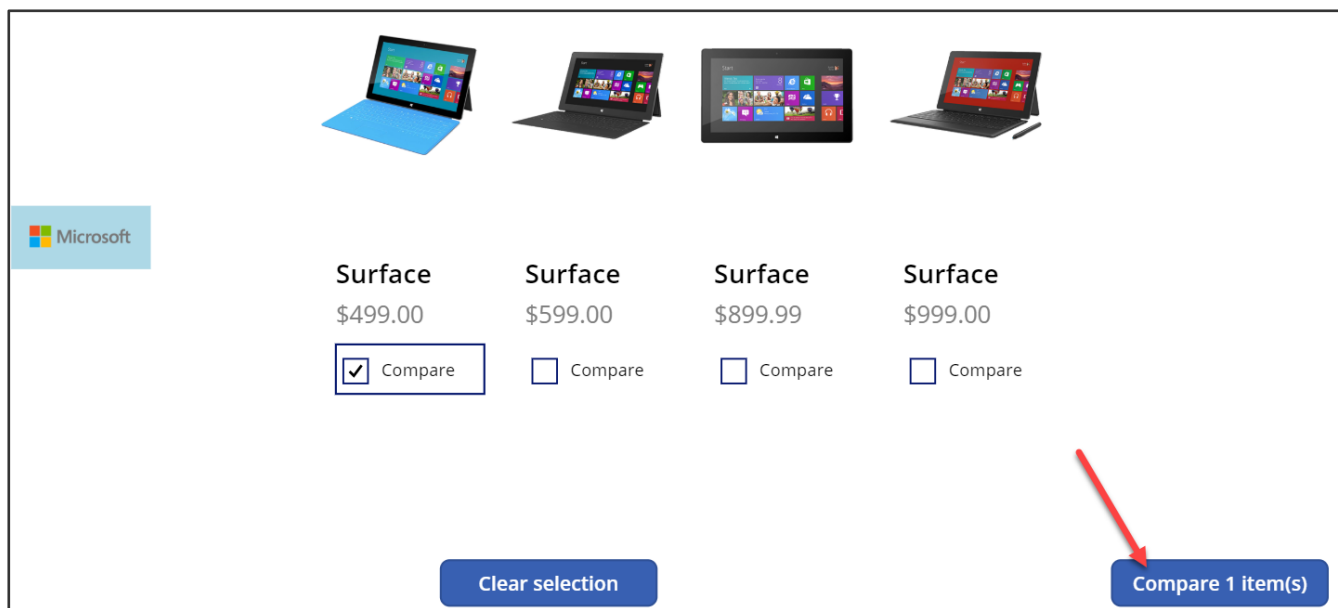 Microsoft
Surface
$499.00
Compare
Surface
$599.00
Compare
Surface
$899.99
Compare
Surface
$999.00
Compare
Clear selection
Compare 1 item(s)